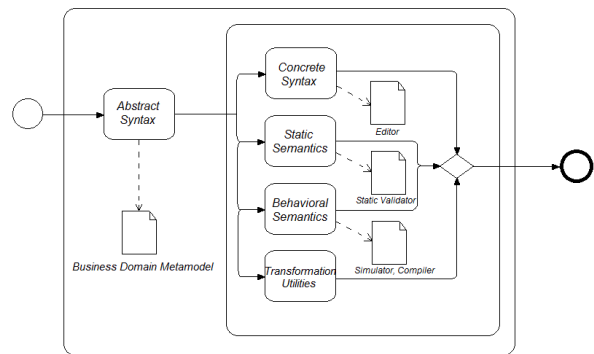 Abstract
Syntax
Business Domain Metamodel
Concrete
Syntax
Editor
Static
Semantics
Static Validator
Behavioral
Semantics
Simulator, Compiler
Transformation
Utilities